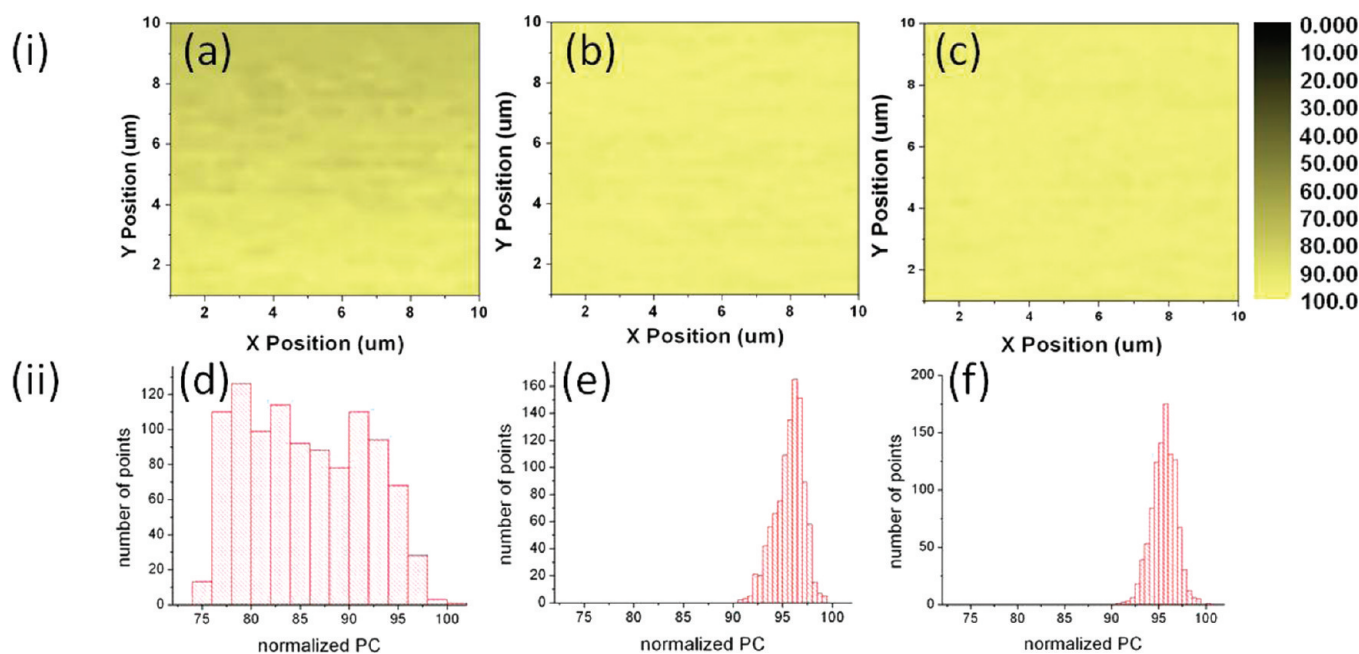 (i)
(a)
(b)
(c)
10
8
6
4
2
Y Position (um)
2 4 6 8 10
X Position (um)
10
8
6
4
2
Y Position (um)
2 4 6 8 10
X Position (um)
10
8
6
4
2
Y Position (um)
2 4 6 8 10
X Position (um)
0.000
10.00
20.00
30.00
40.00
50.00
60.00
70.00
80.00
90.00
100.0
(ii)
(d)
120
100
80
60
40
20
0
number of points
75 80 85 90 95 100
normalized PC
(e)
160
140
120
100
80
60
40
20
0
number of points
75 80 85 90 95 100
normalized PC
(f)
200
150
100
50
0
number of points
75 80 85 90 95 100
normalized PC